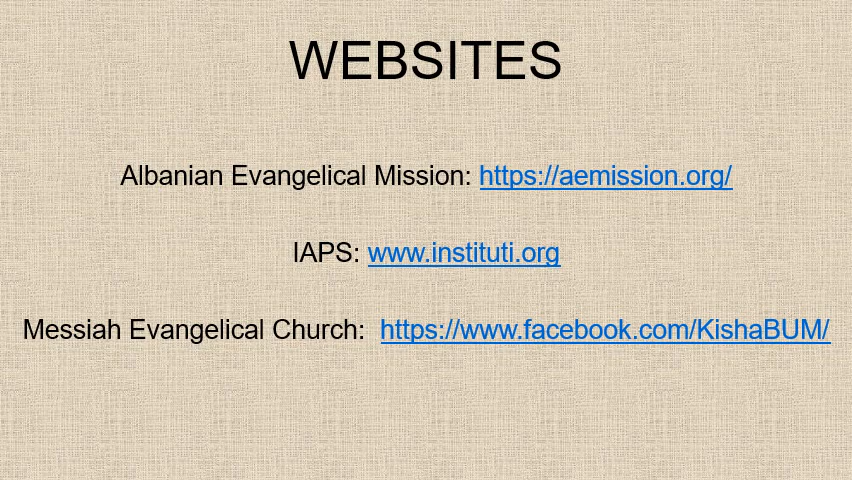 WEBSITES
Albanian Evangelical Mission: https://aemission.org/
IAPS: www.instituti.org
Messiah Evangelical Church: https://www.facebook.com/KishaBUM/